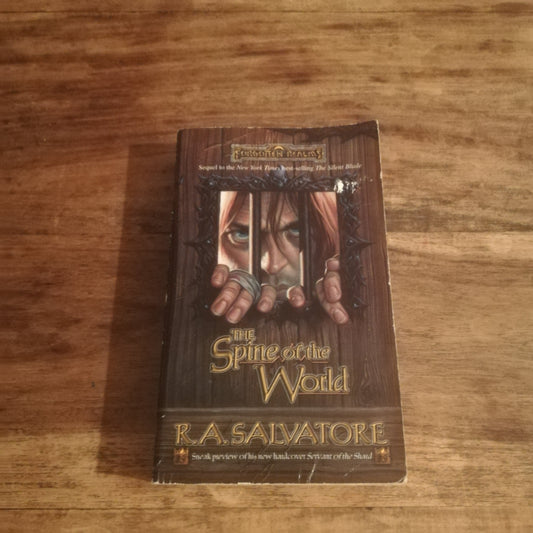 FORGOTTEN REALMS
Sequel to the New York Times best-selling The Silent Blade
THE
Spine of the
World
R.A. SALVATORE
Sneak preview of his new hardcover Servant of the Shard